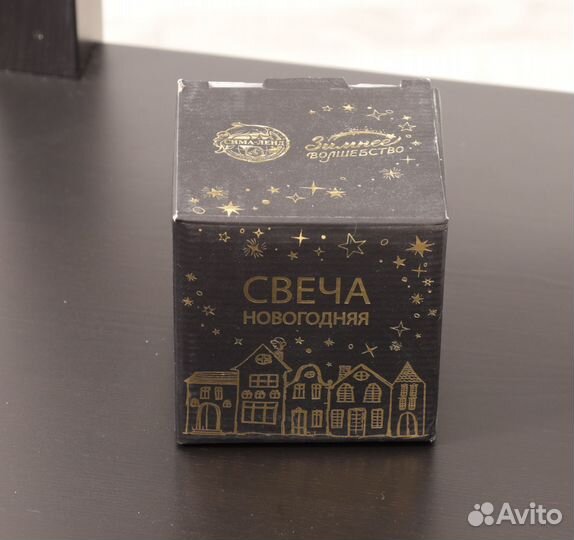 СИМА-ЛЕНД
Зимнее
ВОЛШЕБСТВО
СВЕЧА
НОВОГОДНЯЯ
Avito